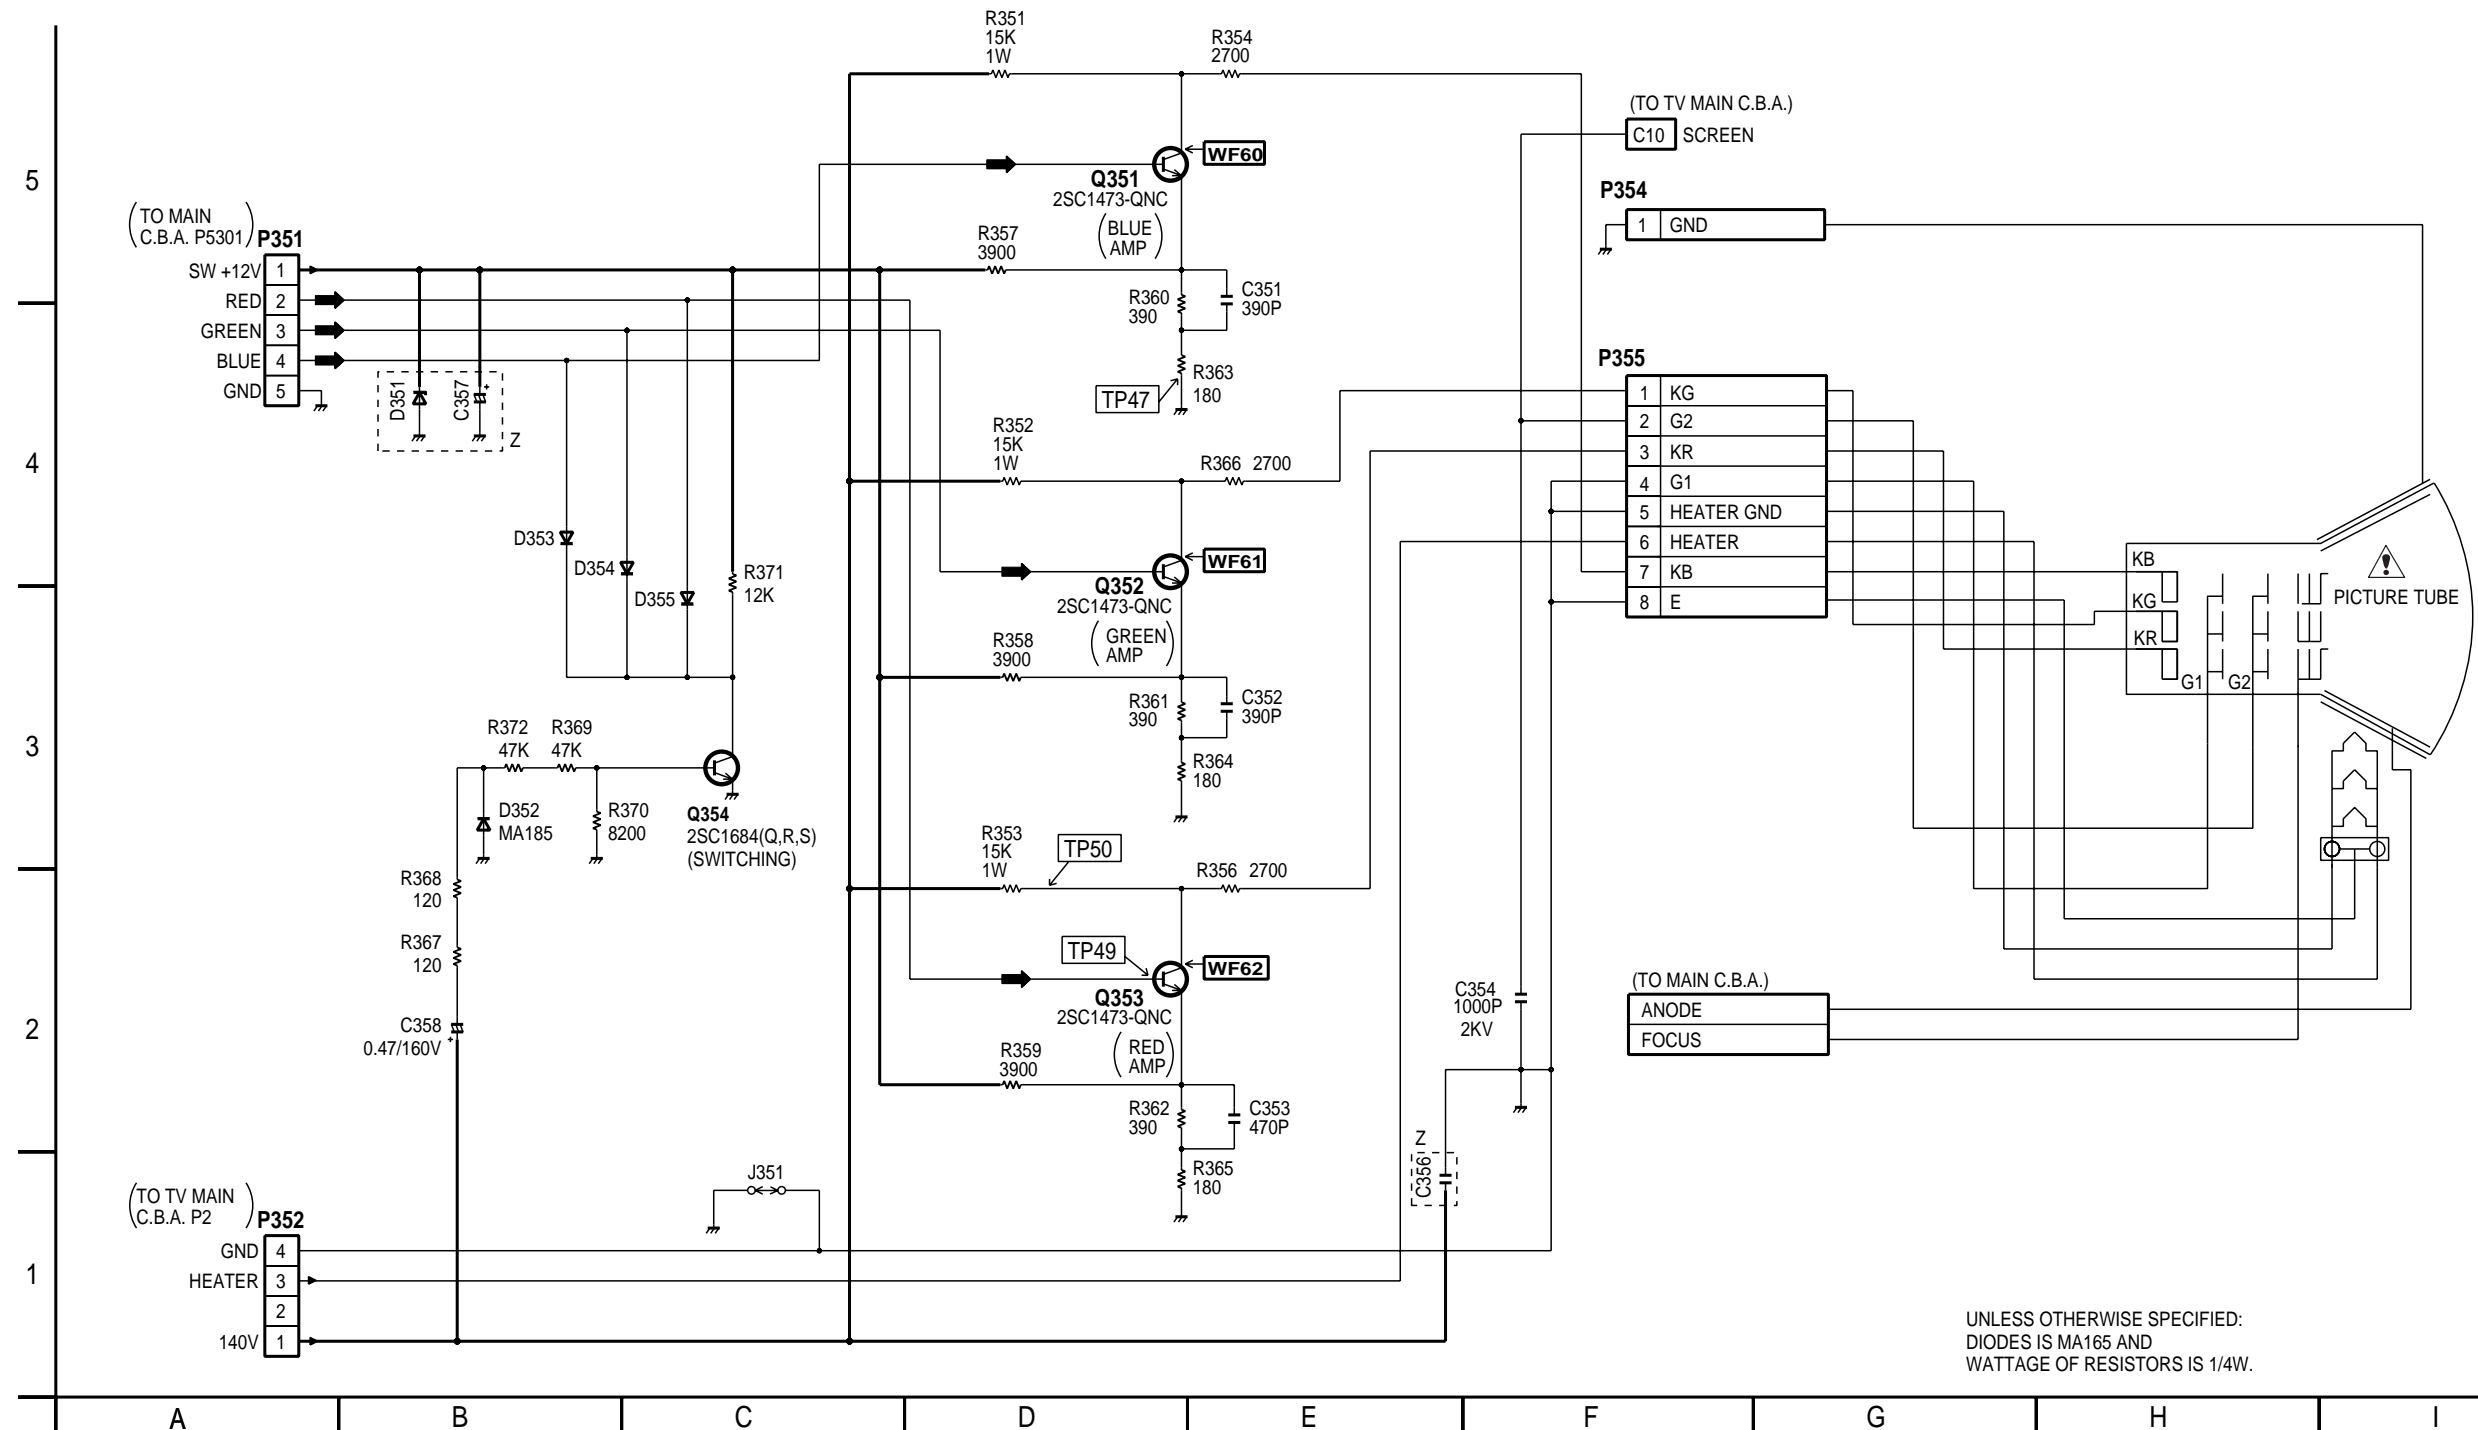 R351
15K
1W
R354
2700
(TO TV MAIN C.B.A.)
C10 SCREEN
WF60
Q351
2SC1473-QNC
(BLUE
AMP)
5
P354
1 GND
(TO MAIN
C.B.A. P5301) P351
SW +12V 1
RED 2
GREEN 3
BLUE 4
GND 5
R357
3900
R360
390
C351
390P
R363
180
TP47
D351
C357
+
Z
P355
1 KG
2 G2
3 KR
4 G1
5 HEATER GND
6 HEATER
7 KB
8 E
4
R352
15K
1W
R366 2700
D353
D354
D355
R371
12K
WF61
Q352
2SC1473-QNC
(GREEN
AMP)
KB
KG
KR
G1
G2
!
PICTURE TUBE
R358
3900
R361
390
C352
390P
R364
180
3
R372
47K
R369
47K
D352
MA185
R370
8200
Q354
2SC1684(Q,R,S)
(SWITCHING)
R353
15K
1W
TP50
R356 2700
R368
120
R367
120
TP49
WF62
Q353
2SC1473-QNC
(RED
AMP)
C354
1000P
2KV
(TO MAIN C.B.A.)
ANODE
FOCUS
2
C358
0.47/160V
+
R359
3900
R362
390
C353
470P
R365
180
Z
C356
J351
(TO TV MAIN
C.B.A. P2) P352
GND 4
HEATER 3
2
140V 1
1
UNLESS OTHERWISE SPECIFIED:
DIODES IS MA165 AND
WATTAGE OF RESISTORS IS 1/4W.
A B C D E F G H I